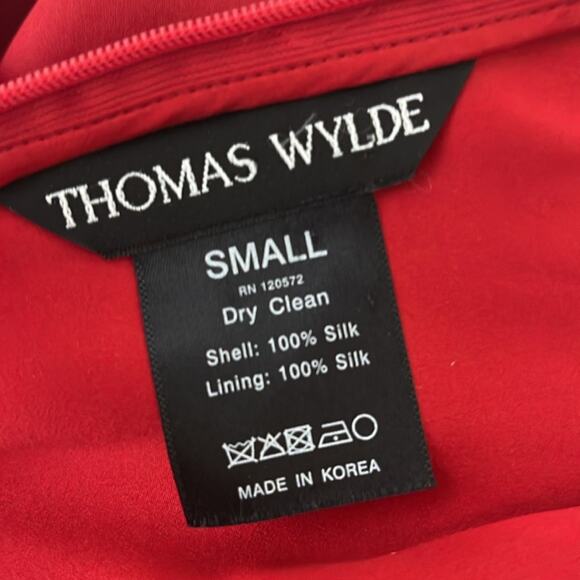 THOMAS WYLDE
SMALL
RN 120572
Dry Clean
Shell: 100% Silk
Lining: 100% Silk
MADE IN KOREA